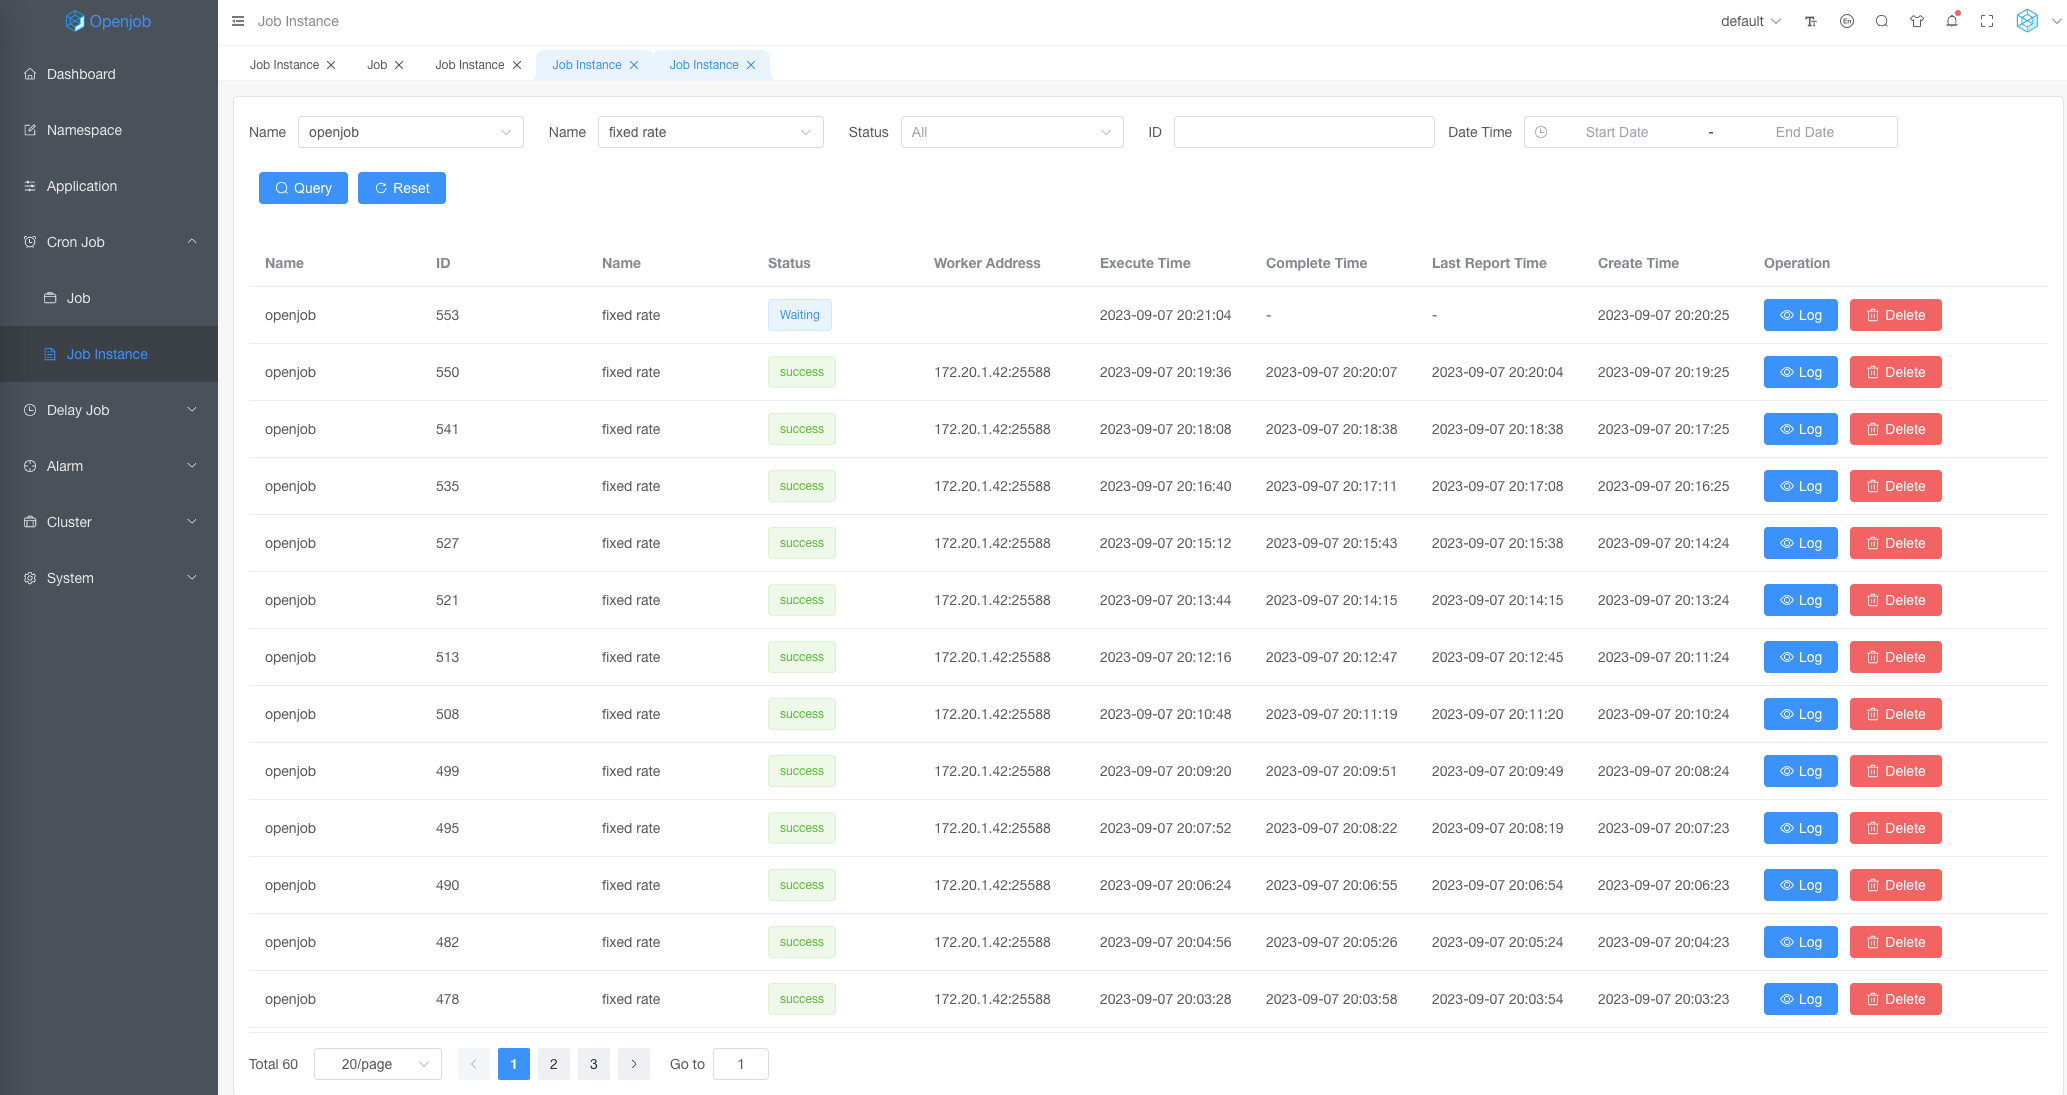 Openjob
Dashboard
Namespace
Application
Cron Job
Job
Job Instance
Delay Job
Alarm
Cluster
System
Job Instance
default
En
Job Instance Job Job Instance Job Instance Job Instance
Name openjob Name fixed rate Status All ID Date Time Start Date - End Date
Query Reset
Name ID Name Status Worker Address Execute Time Complete Time Last Report Time Create Time Operation
openjob 553 fixed rate Waiting 2023-09-07 20:21:04 - - 2023-09-07 20:20:25 Log Delete
openjob 550 fixed rate success 172.20.1.42:25588 2023-09-07 20:19:36 2023-09-07 20:20:07 2023-09-07 20:20:04 2023-09-07 20:19:25 Log Delete
openjob 541 fixed rate success 172.20.1.42:25588 2023-09-07 20:18:08 2023-09-07 20:18:38 2023-09-07 20:18:38 2023-09-07 20:17:25 Log Delete
openjob 535 fixed rate success 172.20.1.42:25588 2023-09-07 20:16:40 2023-09-07 20:17:11 2023-09-07 20:17:08 2023-09-07 20:16:25 Log Delete
openjob 527 fixed rate success 172.20.1.42:25588 2023-09-07 20:15:12 2023-09-07 20:15:43 2023-09-07 20:15:38 2023-09-07 20:14:24 Log Delete
openjob 521 fixed rate success 172.20.1.42:25588 2023-09-07 20:13:44 2023-09-07 20:14:15 2023-09-07 20:14:15 2023-09-07 20:13:24 Log Delete
openjob 513 fixed rate success 172.20.1.42:25588 2023-09-07 20:12:16 2023-09-07 20:12:47 2023-09-07 20:12:45 2023-09-07 20:11:24 Log Delete
openjob 508 fixed rate success 172.20.1.42:25588 2023-09-07 20:10:48 2023-09-07 20:11:19 2023-09-07 20:11:20 2023-09-07 20:10:24 Log Delete
openjob 499 fixed rate success 172.20.1.42:25588 2023-09-07 20:09:20 2023-09-07 20:09:51 2023-09-07 20:09:49 2023-09-07 20:08:24 Log Delete
openjob 495 fixed rate success 172.20.1.42:25588 2023-09-07 20:07:52 2023-09-07 20:08:22 2023-09-07 20:08:19 2023-09-07 20:07:23 Log Delete
openjob 490 fixed rate success 172.20.1.42:25588 2023-09-07 20:06:24 2023-09-07 20:06:55 2023-09-07 20:06:54 2023-09-07 20:06:23 Log Delete
openjob 482 fixed rate success 172.20.1.42:25588 2023-09-07 20:04:56 2023-09-07 20:05:26 2023-09-07 20:05:24 2023-09-07 20:04:23 Log Delete
openjob 478 fixed rate success 172.20.1.42:25588 2023-09-07 20:03:28 2023-09-07 20:03:58 2023-09-07 20:03:54 2023-09-07 20:03:23 Log Delete
Total 60 20/page 1 2 3 Go to 1